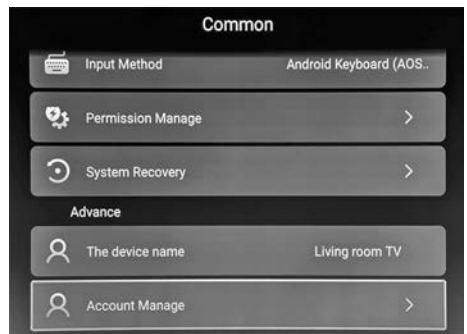 Common
Input Method Android Keyboard (AOS..
Permission Manage
System Recovery
Advance
The device name Living room TV
Account Manage